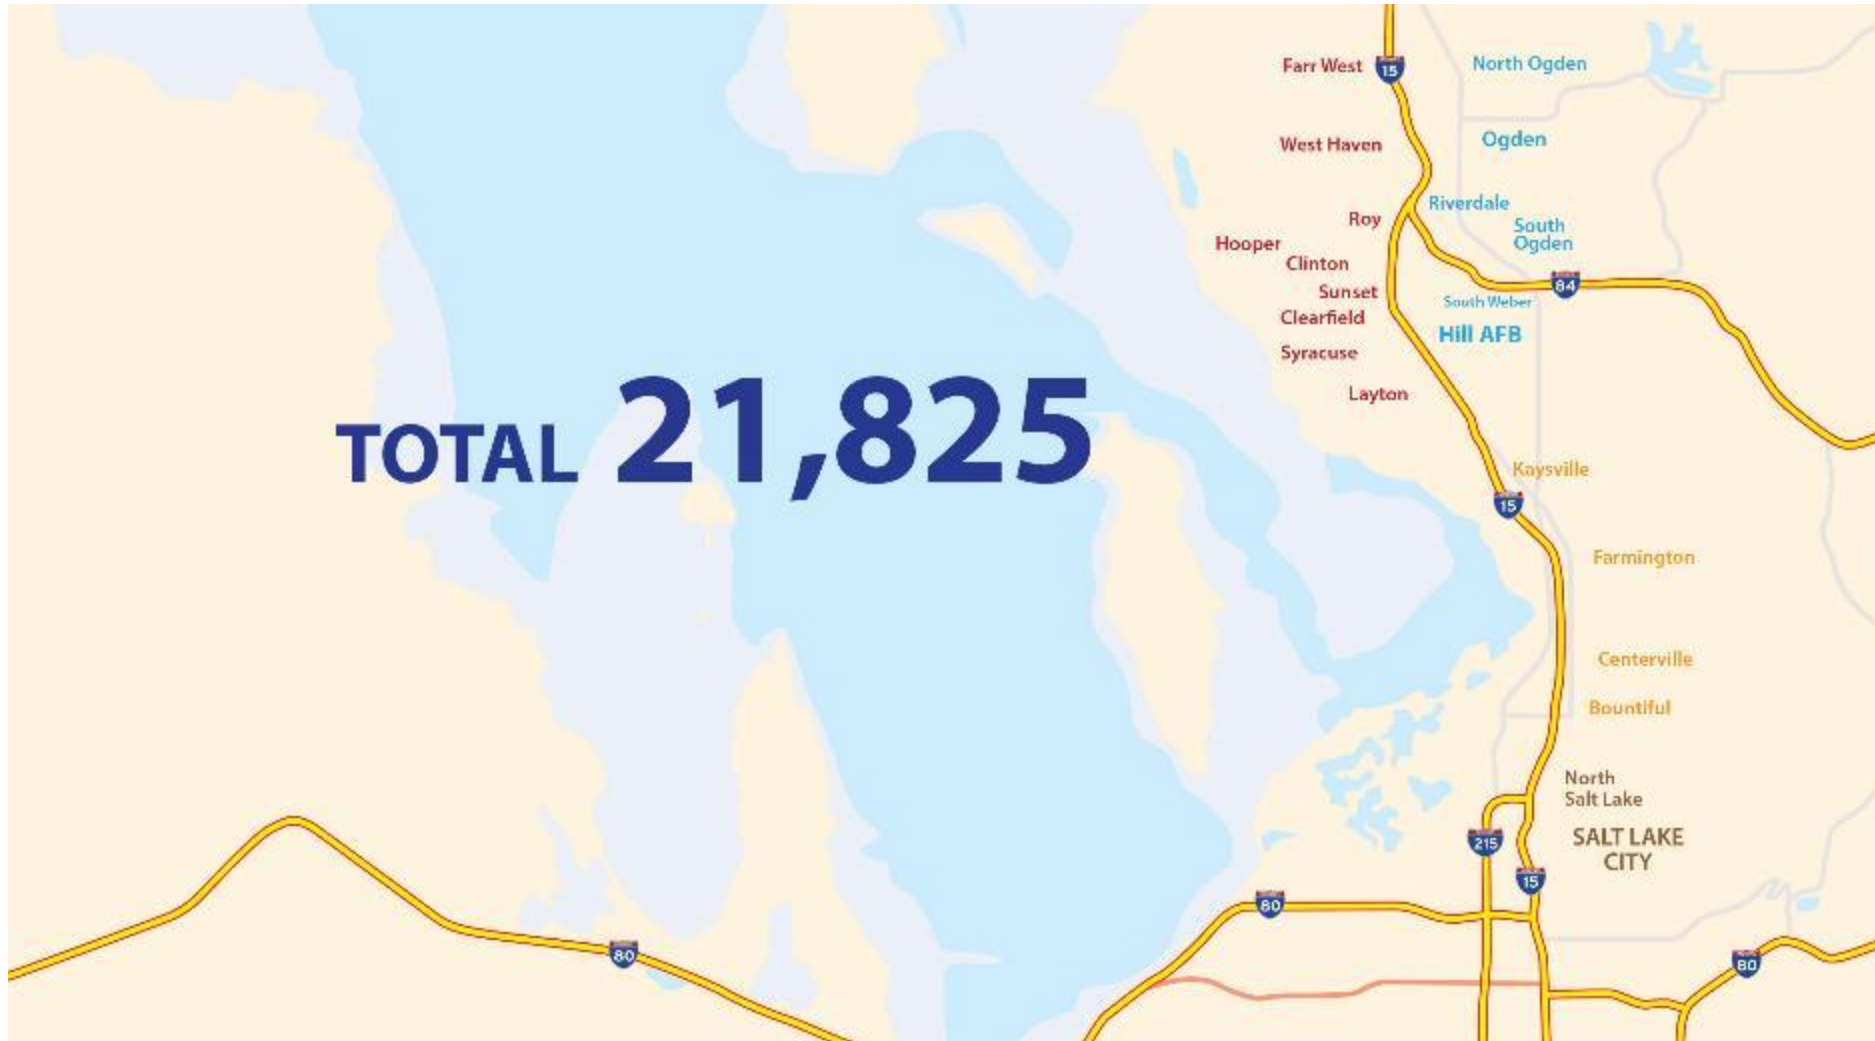 Farr West
15
North Ogden
West Haven
Ogden
Riverdale
Roy
South
Ogden
Hooper
Clinton
84
Sunset
South Weber
Clearfield
Hill AFB
Syracuse
Layton
TOTAL 21,825
Kaysville
15
Farmington
Centerville
Bountiful
North
Salt Lake
215
SALT LAKE
CITY
15
80
80
80